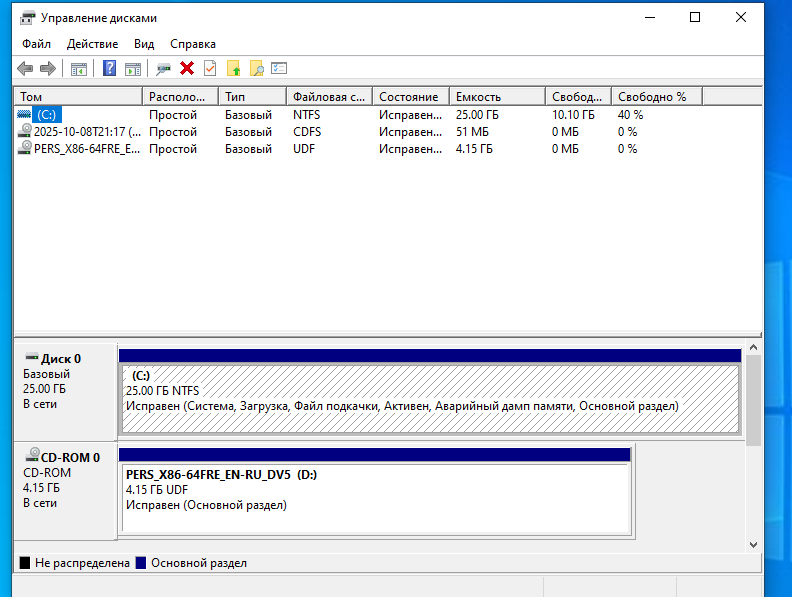 Управление дисками
Файл Действие Вид Справка
Том Располо... Тип Файловая с... Состояние Емкость Свобод... Свободно %
(C:) Простой Базовый NTFS Исправен... 25.00 ГБ 10.10 ГБ 40 %
2025-10-08T21:17 (... Простой Базовый CDFS Исправен... 51 МБ 0 МБ 0 %
PERS_X86-64FRE_E... Простой Базовый UDF Исправен... 4.15 ГБ 0 МБ 0 %
Диск 0
Базовый
25.00 ГБ
В сети
(C:)
25.00 ГБ NTFS
Исправен (Система, Загрузка, Файл подкачки, Активен, Аварийный дамп памяти, Основной раздел)
CD-ROM 0
CD-ROM
4.15 ГБ
В сети
PERS_X86-64FRE_EN-RU_DV5 (D:)
4.15 ГБ UDF
Исправен (Основной раздел)
Не распределена Основной раздел